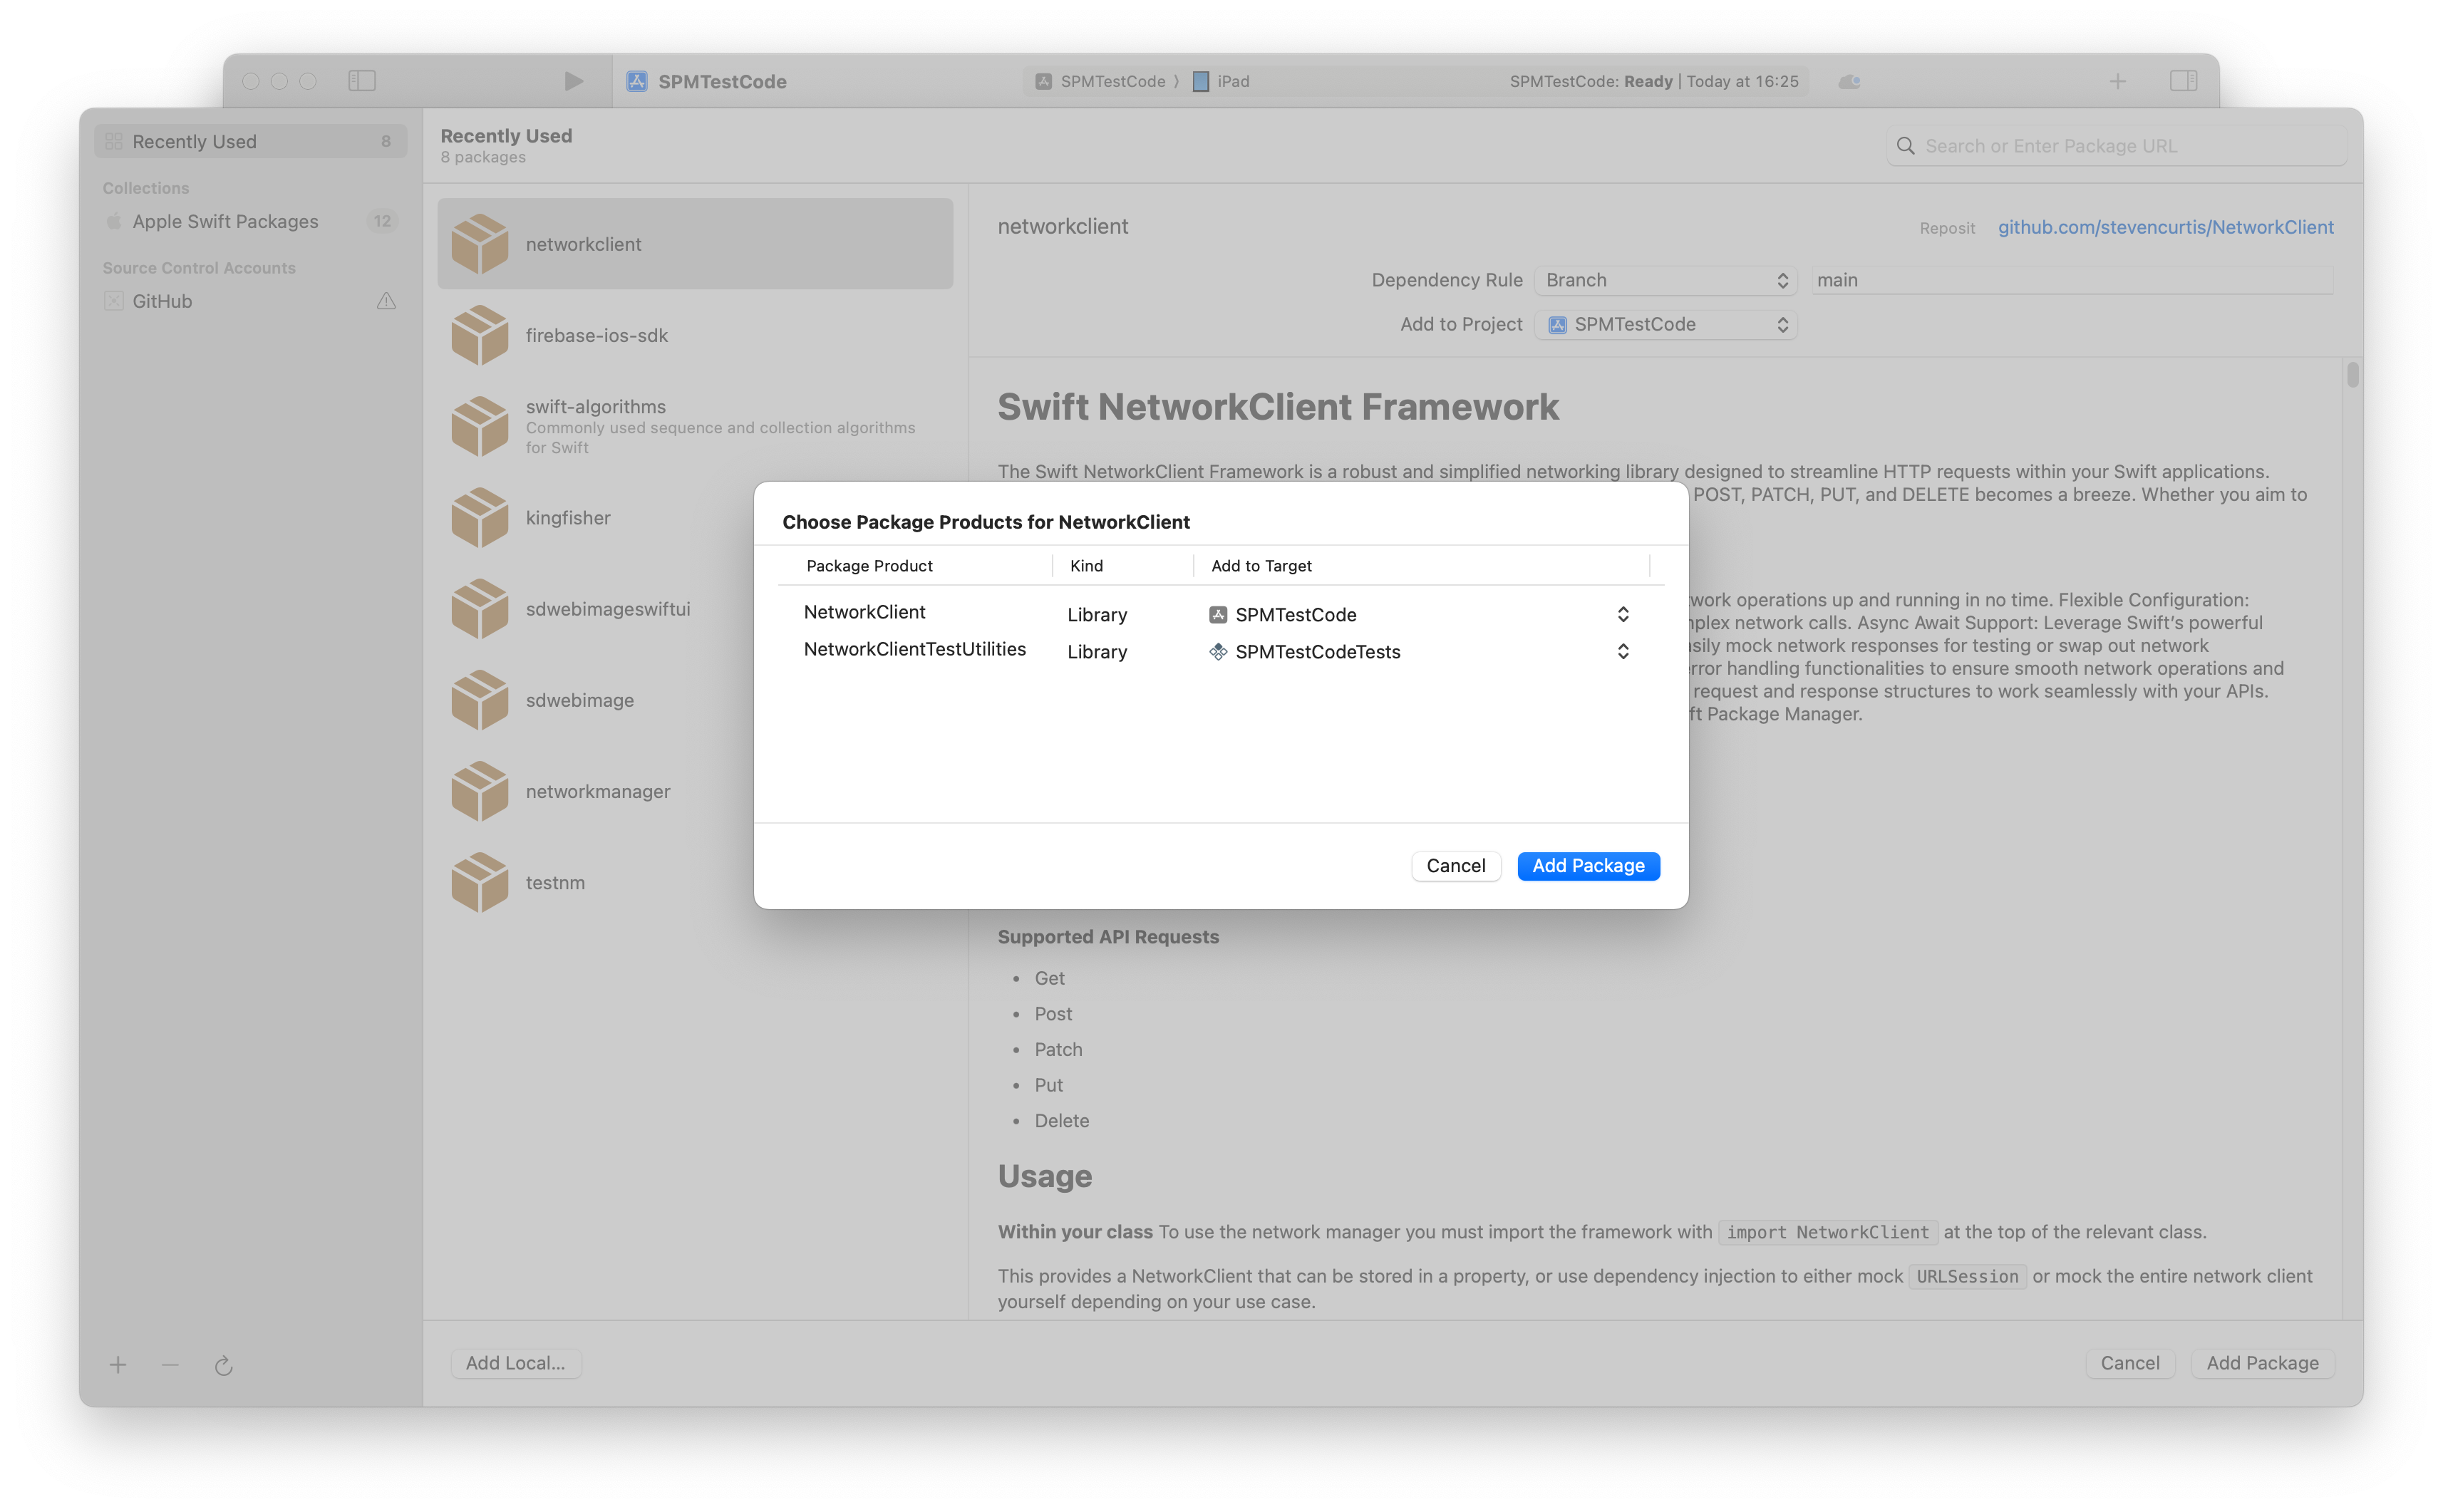 SPMTestCode
SPMTestCode
iPad
SPMTestCode: Ready | Today at 16:25
Recently Used 8
Collections
Apple Swift Packages 12
Source Control Accounts
GitHub
Recently Used
8 packages
Search or Enter Package URL
networkclient
firebase-ios-sdk
swift-algorithms
Commonly used sequence and collection algorithms
for Swift
kingfisher
sdwebimageswiftui
sdwebimage
networkmanager
testnm
networkclient
Reposit github.com/stevencurtis/NetworkClient
Dependency Rule Branch main
Add to Project SPMTestCode
Swift NetworkClient Framework
The Swift NetworkClient Framework is a robust and simplified networking library designed to streamline HTTP requests within your Swift applications.
POST, PATCH, PUT, and DELETE becomes a breeze. Whether you aim to
work operations up and running in no time. Flexible Configuration:
plex network calls. Async Await Support: Leverage Swift’s powerful
sily mock network responses for testing or swap out network
error handling functionalities to ensure smooth network operations and
request and response structures to work seamlessly with your APIs.
ft Package Manager.
Choose Package Products for NetworkClient
Package Product Kind Add to Target
NetworkClient Library SPMTestCode
NetworkClientTestUtilities Library SPMTestCodeTests
Cancel Add Package
Supported API Requests
• Get
• Post
• Patch
• Put
• Delete
Usage
Within your class To use the network manager you must import the framework with import NetworkClient at the top of the relevant class.
This provides a NetworkClient that can be stored in a property, or use dependency injection to either mock URLSession or mock the entire network client
yourself depending on your use case.
Add Local...
Cancel Add Package